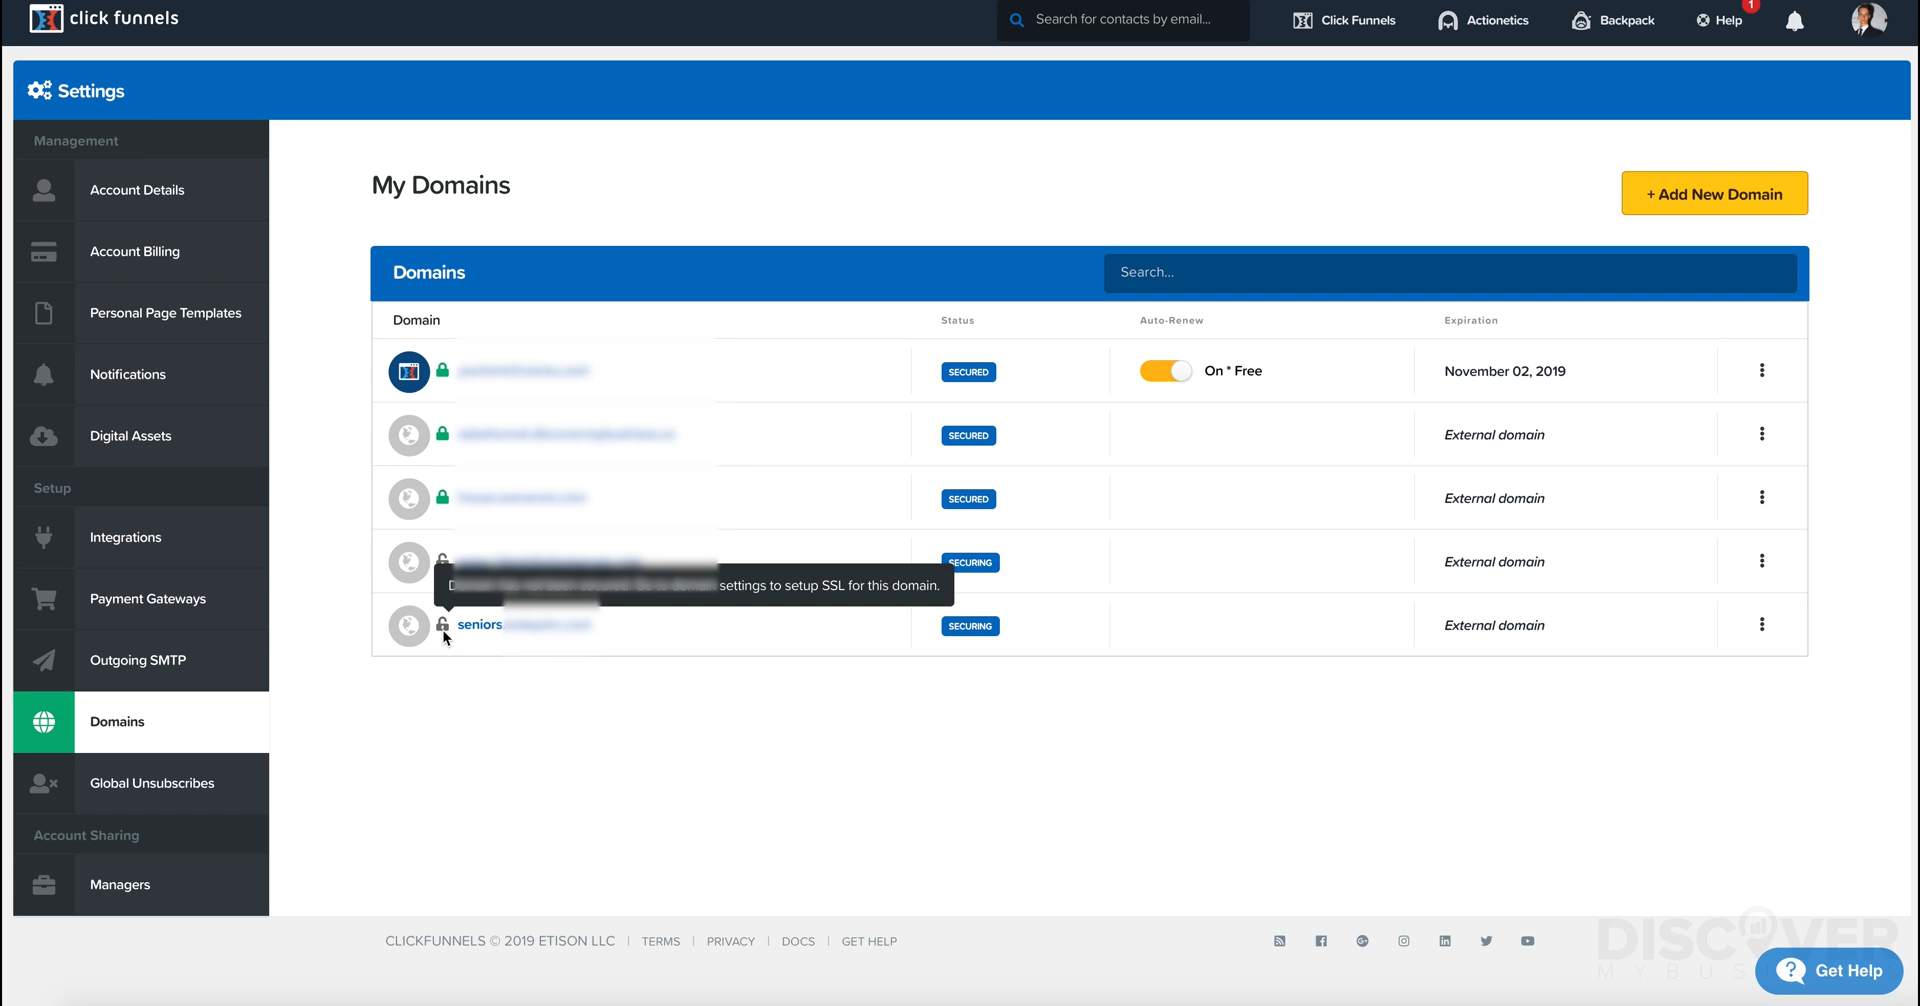 click funnels
Search for contacts by email...
Click Funnels
Actionetics
Backpack
Help
1
Settings
Management
Account Details
Account Billing
Personal Page Templates
Notifications
Digital Assets
Setup
Integrations
Payment Gateways
Outgoing SMTP
Domains
Global Unsubscribes
Account Sharing
Managers
My Domains
+ Add New Domain
Domains
Search...
Domain Status Auto-Renew Expiration
SECURED On * Free November 02, 2019
SECURED External domain
SECURED External domain
SECURING External domain
settings to setup SSL for this domain.
seniors SECURING External domain
CLICKFUNNELS © 2019 ETISON LLC | TERMS | PRIVACY | DOCS | GET HELP
DISCOVER
? Get Help